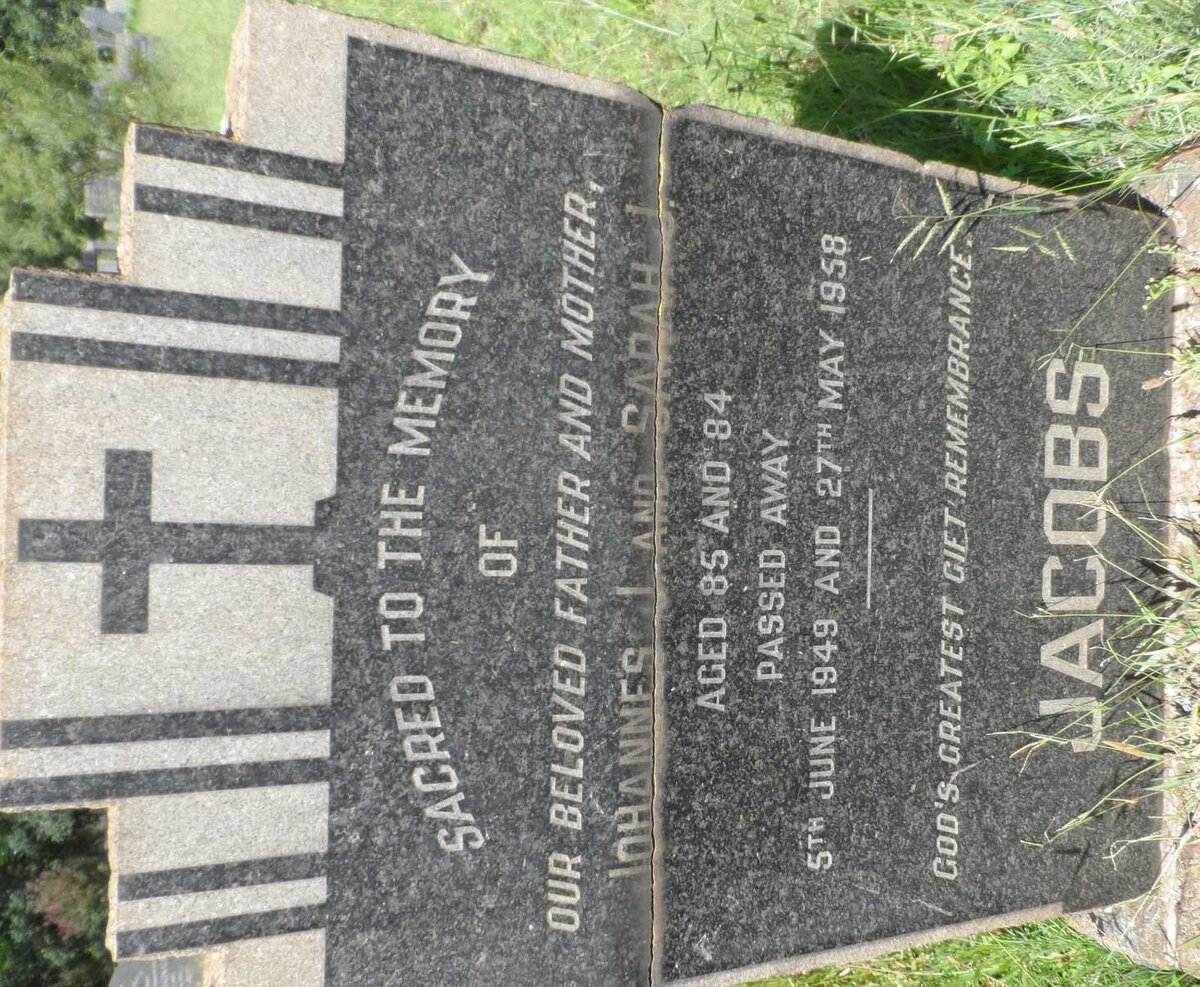 SACRED TO THE MEMORY
OF
OUR BELOVED FATHER AND MOTHER,
JOHANNES J. AND SARAH J.
AGED 85 AND 84
PASSED AWAY
5TH JUNE 1949 AND 27TH MAY 1958
GOD'S GREATEST GIFT REMEMBRANCE.
JACOBS